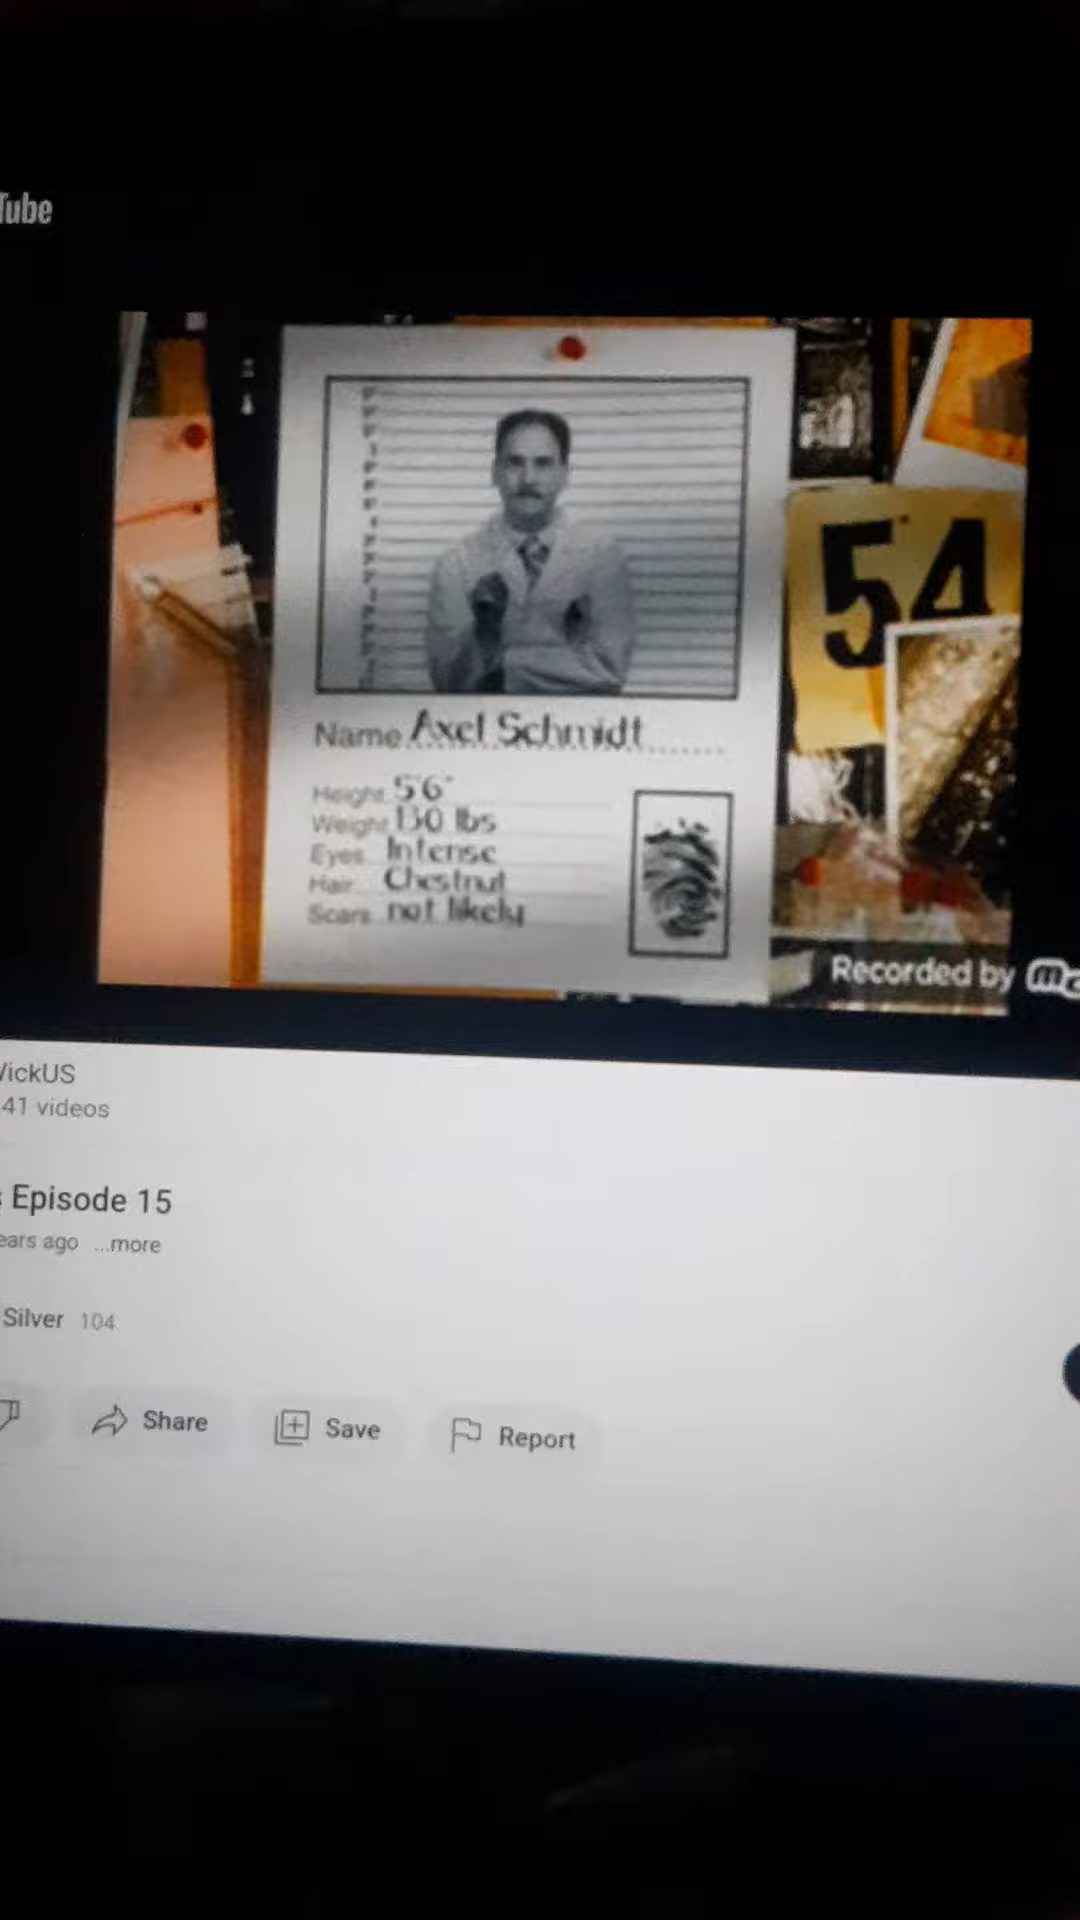 Tube
54
Name Axel Schmidt
Height 5'6"
Weight 130 lbs
Eyes Intense
Hair Chestnut
Scars not likely
Recorded by
VickUS
41 videos
Episode 15
ears ago ...more
Silver 104
Share
Save
Report